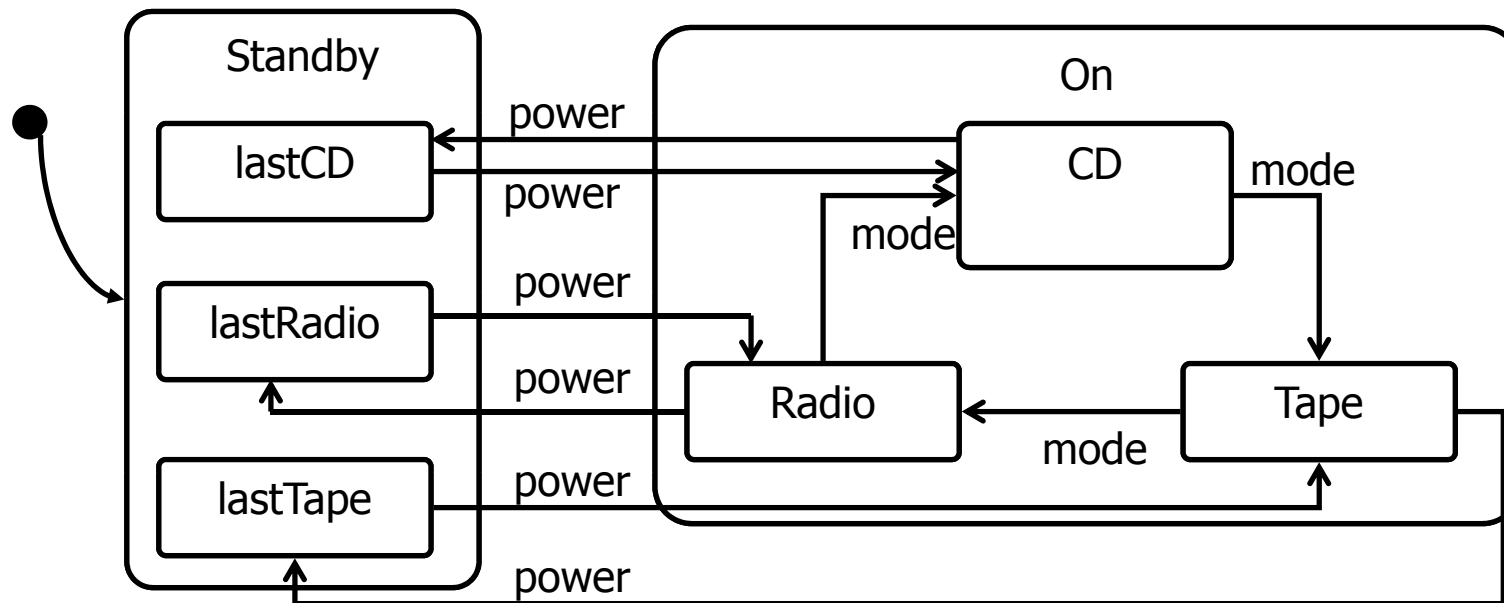 Standby
On
power
lastCD
CD
mode
power
mode
power
lastRadio
power
Radio
Tape
mode
power
lastTape
power